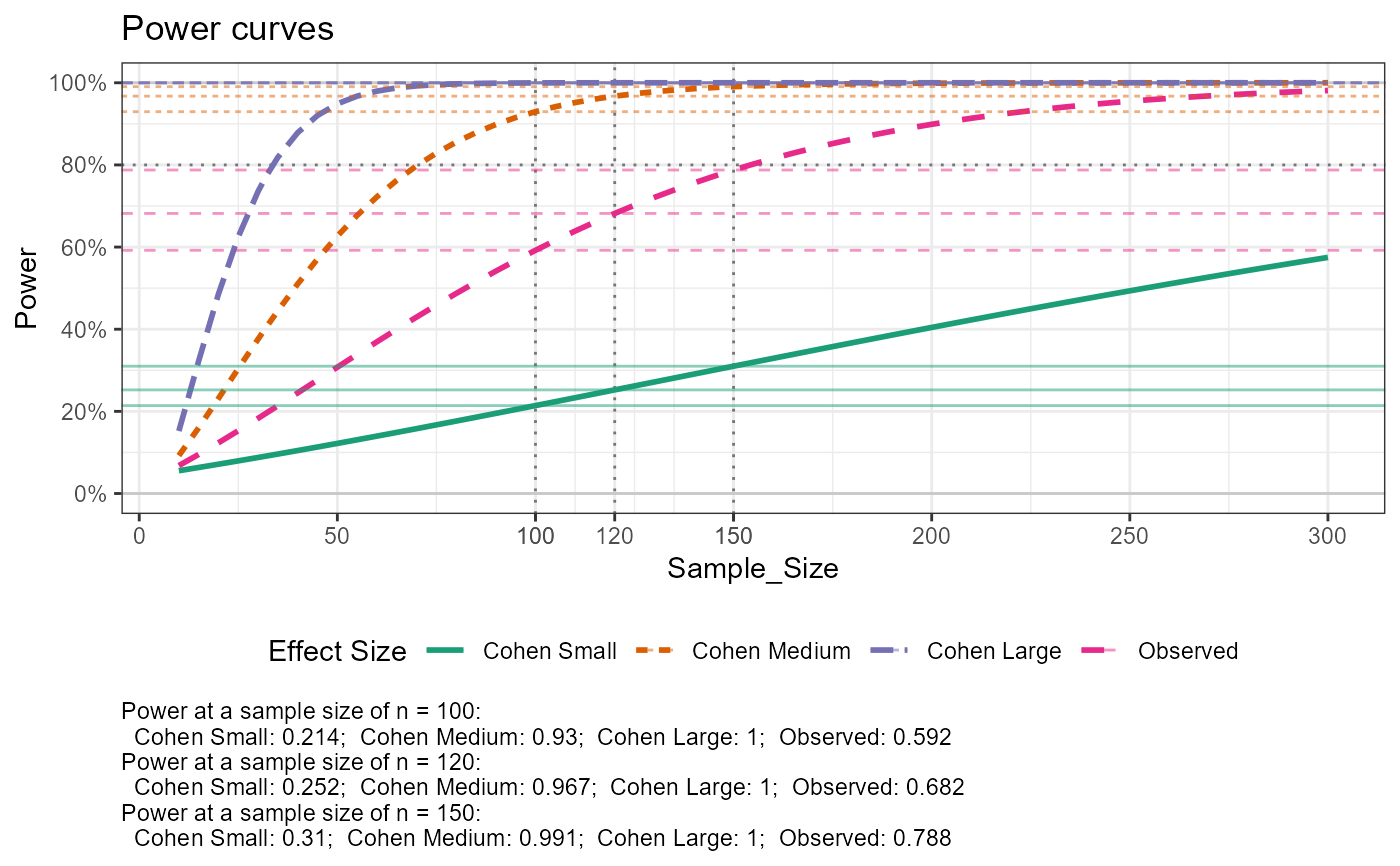 Power curves
100%
80%
60%
40%
20%
0%
Power
0 50 100 120 150 200 250 300
Sample_Size
Effect Size Cohen Small Cohen Medium Cohen Large Observed
Power at a sample size of n = 100:
Cohen Small: 0.214; Cohen Medium: 0.93; Cohen Large: 1; Observed: 0.592
Power at a sample size of n = 120:
Cohen Small: 0.252; Cohen Medium: 0.967; Cohen Large: 1; Observed: 0.682
Power at a sample size of n = 150:
Cohen Small: 0.31; Cohen Medium: 0.991; Cohen Large: 1; Observed: 0.788